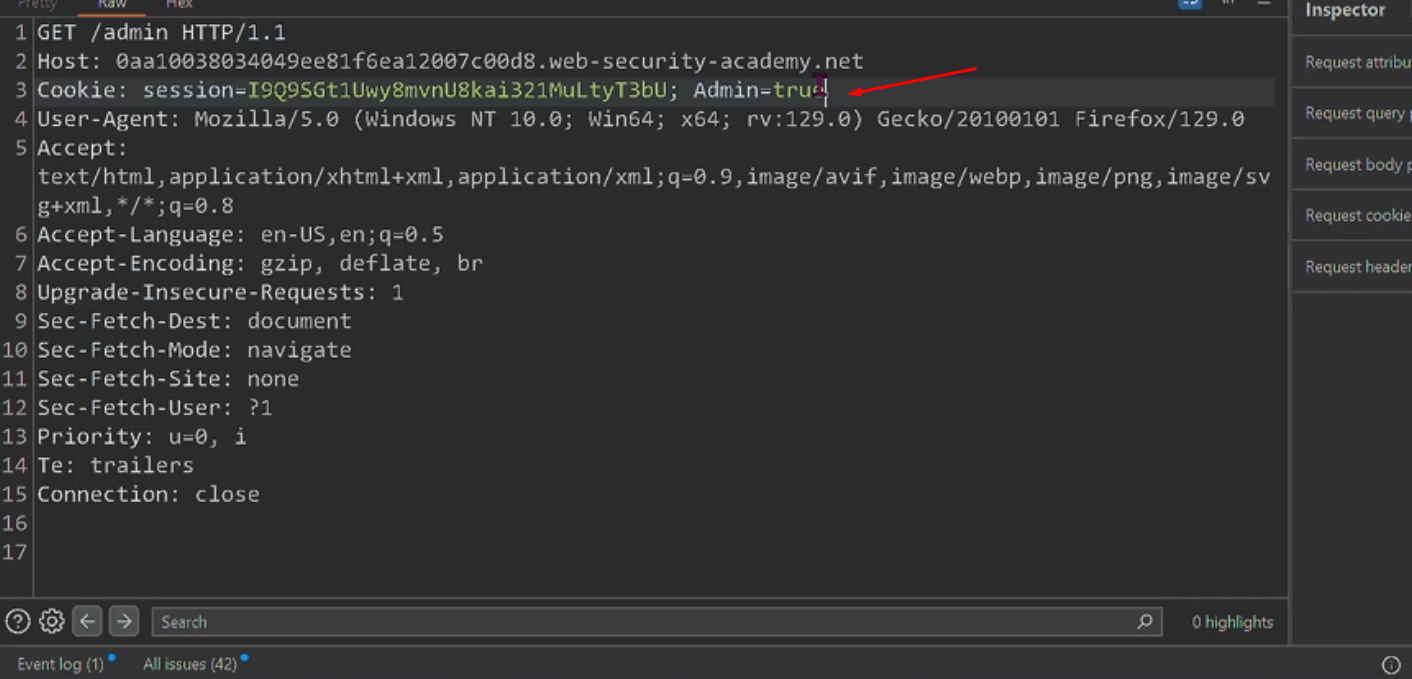 Pretty Raw Hex
Inspector
1 GET /admin HTTP/1.1
2 Host: 0aa10038034049ee81f6ea12007c00d8.web-security-academy.net
3 Cookie: session=I9Q9SGt1Uwy8mvnU8kai321MuLtyT3bU; Admin=true
4 User-Agent: Mozilla/5.0 (Windows NT 10.0; Win64; x64; rv:129.0) Gecko/20100101 Firefox/129.0
5 Accept:
text/html,application/xhtml+xml,application/xml;q=0.9,image/avif,image/webp,image/png,image/sv
g+xml,*/*;q=0.8
6 Accept-Language: en-US,en;q=0.5
7 Accept-Encoding: gzip, deflate, br
8 Upgrade-Insecure-Requests: 1
9 Sec-Fetch-Dest: document
10 Sec-Fetch-Mode: navigate
11 Sec-Fetch-Site: none
12 Sec-Fetch-User: ?1
13 Priority: u=0, i
14 Te: trailers
15 Connection: close
16
17
Request attribu
Request query p
Request body p
Request cookie
Request header
Search
0 highlights
Event log (1) All issues (42)